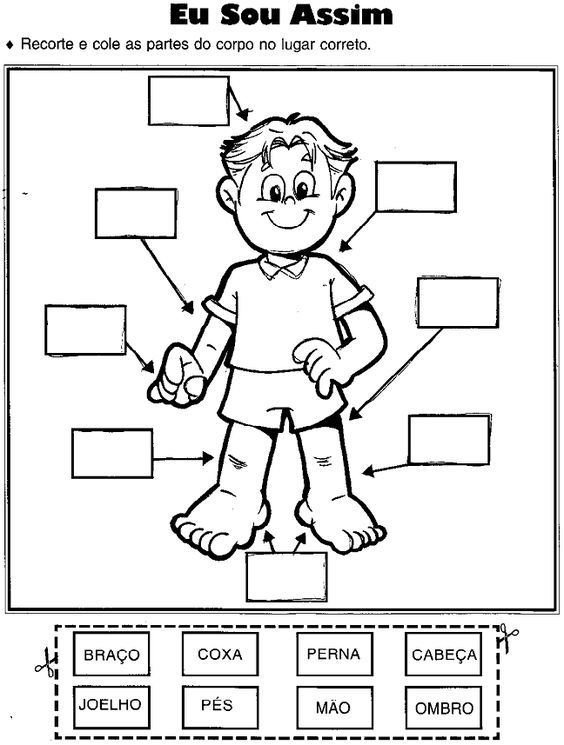 Eu Sou Assim
♦ Recorte e cole as partes do corpo no lugar correto.
BRAÇO COXA PERNA CABEÇA
JOELHO PÉS MÃO OMBRO